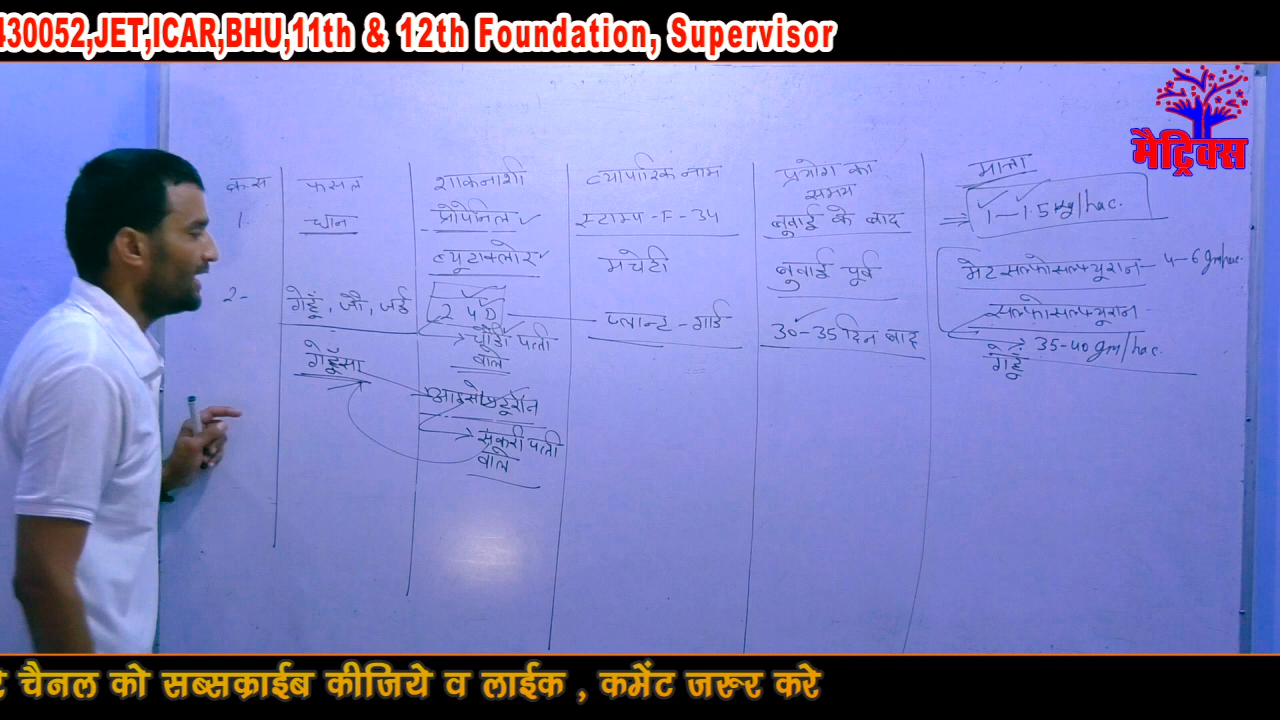 430052,JET,ICAR,BHU,11th & 12th Foundation, Supervisor
मैट्रिक्स
क्र.स फसल शाकनाशी व्यापारिक नाम प्रयोग का समय मात्रा
1. धान प्रोपेनिल स्टाम्प-F-34 बुवाई के बाद 1-1.5 kg/hac.
ब्यूटाक्लोर मचेटी बुवाई पूर्व मेटसल्फोसल्फ्यूरान- 4-6 gm/hac.
2- गेहूं, जौ, जई 2 4 D प्लान्ट-गार्ड 30-35 दिन बाद सल्फोसल्फ्यूरान
चौडी पत्ती वाले 35-40 gm/hac.
गेहूँ
गेहूँसा आइसोप्रोटूरॉन
सकरी पत्ती
वाले
चैनल को सब्सक्राईब कीजिये व लाईक , कमेंट जरूर करे